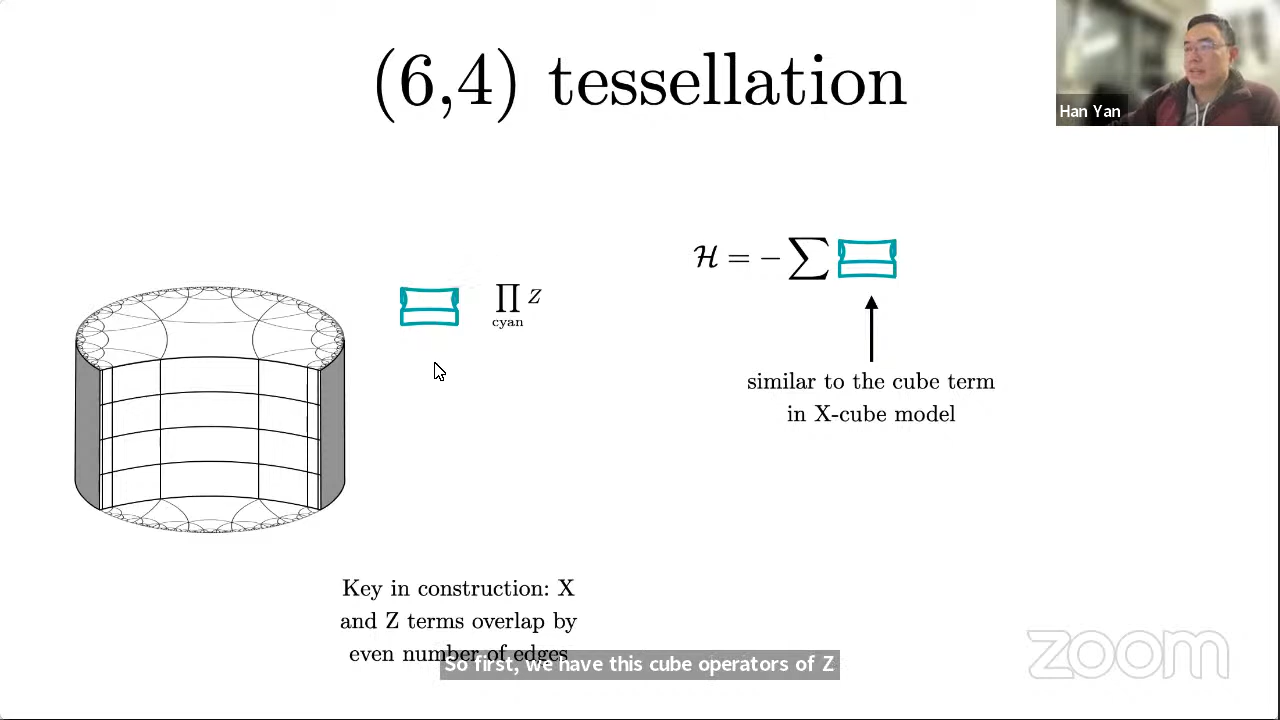 (6,4) tessellation
Han Yan
∏ Z
cyan
ℋ = − ∑
similar to the cube term
in X-cube model
Key in construction: X
and Z terms overlap by
even number of edges
So first, we have this cube operators of Z
zoom